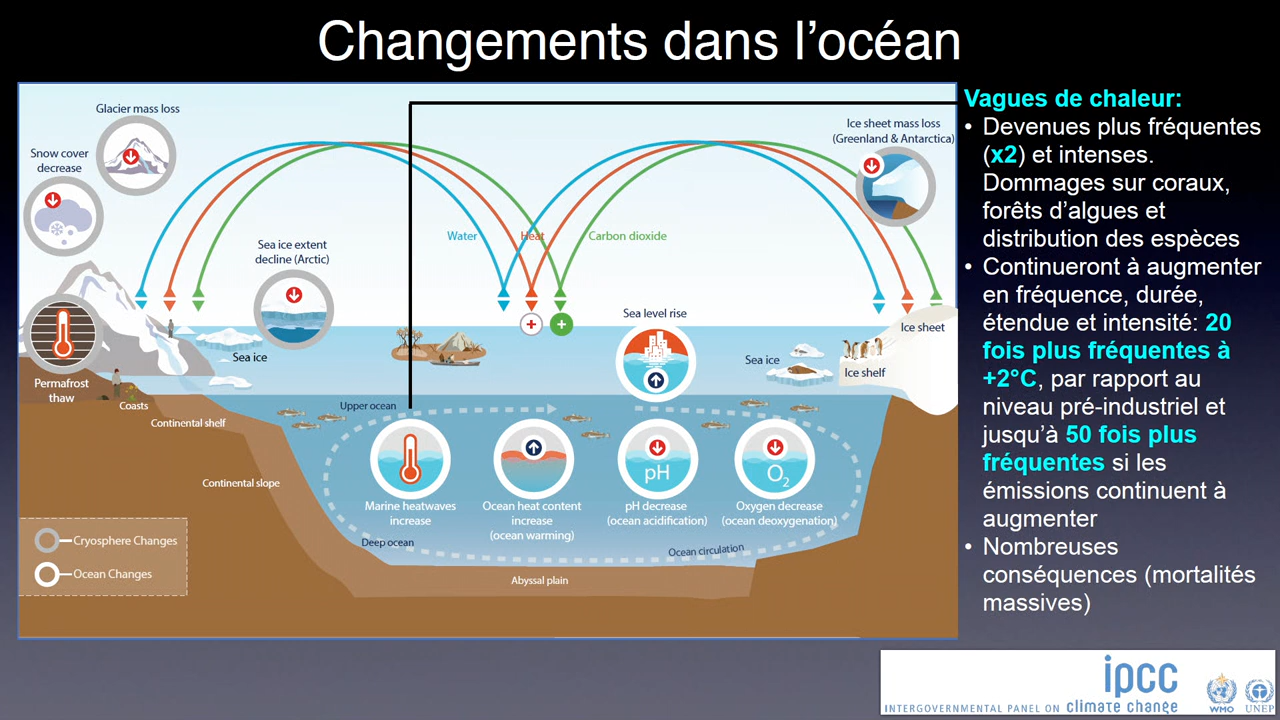 Changements dans l'océan
Glacier mass loss
Snow cover
decrease
Ice sheet mass loss
(Greenland & Antarctica)
Sea ice extent
decline (Arctic)
Water
Heat
Carbon dioxide
Sea level rise
Ice sheet
Sea ice
Sea ice
Ice shelf
Permafrost
thaw
Coasts
Continental shelf
Upper ocean
Continental slope
pH
O2
Marine heatwaves
increase
Ocean heat content
increase
(ocean warming)
pH decrease
(ocean acidification)
Oxygen decrease
(ocean deoxygenation)
Deep ocean
Ocean circulation
Abyssal plain
Cryosphere Changes
Ocean Changes
Vagues de chaleur:
• Devenues plus fréquentes
(x2) et intenses.
Dommages sur coraux,
forêts d'algues et
distribution des espèces
• Continueront à augmenter
en fréquence, durée,
étendue et intensité: 20
fois plus fréquentes à
+2°C, par rapport au
niveau pré-industriel et
jusqu'à 50 fois plus
fréquentes si les
émissions continuent à
augmenter
• Nombreuses
conséquences (mortalités
massives)
ipcc
INTERGOVERNMENTAL PANEL ON climate change
WMO
UNEP